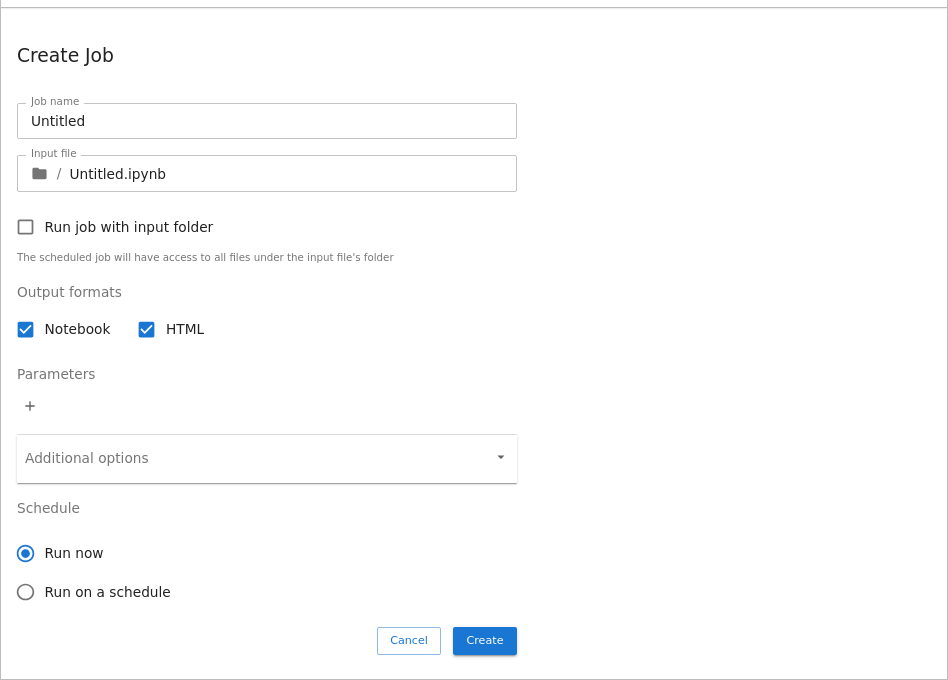 Create Job
Job name
Untitled
Input file
/ Untitled.ipynb
Run job with input folder
The scheduled job will have access to all files under the input file's folder
Output formats
Notebook HTML
Parameters
+
Additional options
Schedule
Run now
Run on a schedule
Cancel Create